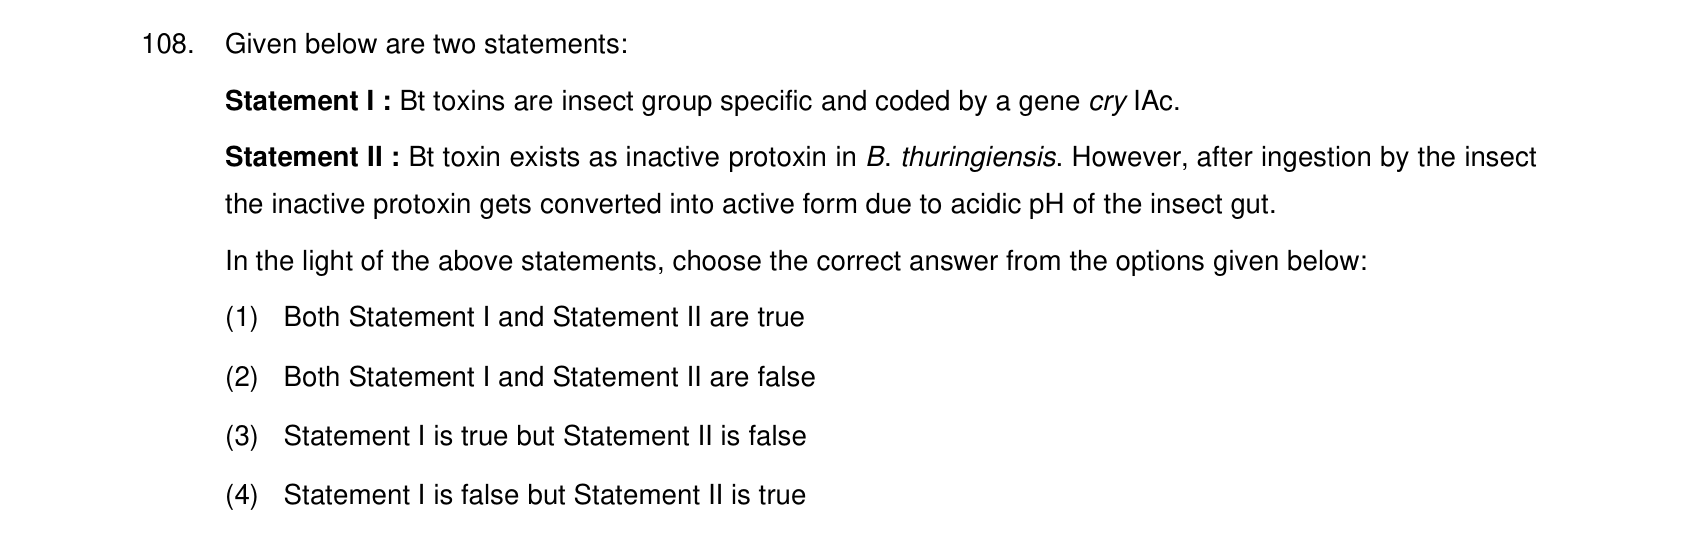 108. Given below are two statements:
Statement I : Bt toxins are insect group specific and coded by a gene cry IAc.
Statement II : Bt toxin exists as inactive protoxin in B. thuringiensis. However, after ingestion by the insect
the inactive protoxin gets converted into active form due to acidic pH of the insect gut.
In the light of the above statements, choose the correct answer from the options given below:
(1) Both Statement I and Statement II are true
(2) Both Statement I and Statement II are false
(3) Statement I is true but Statement II is false
(4) Statement I is false but Statement II is true